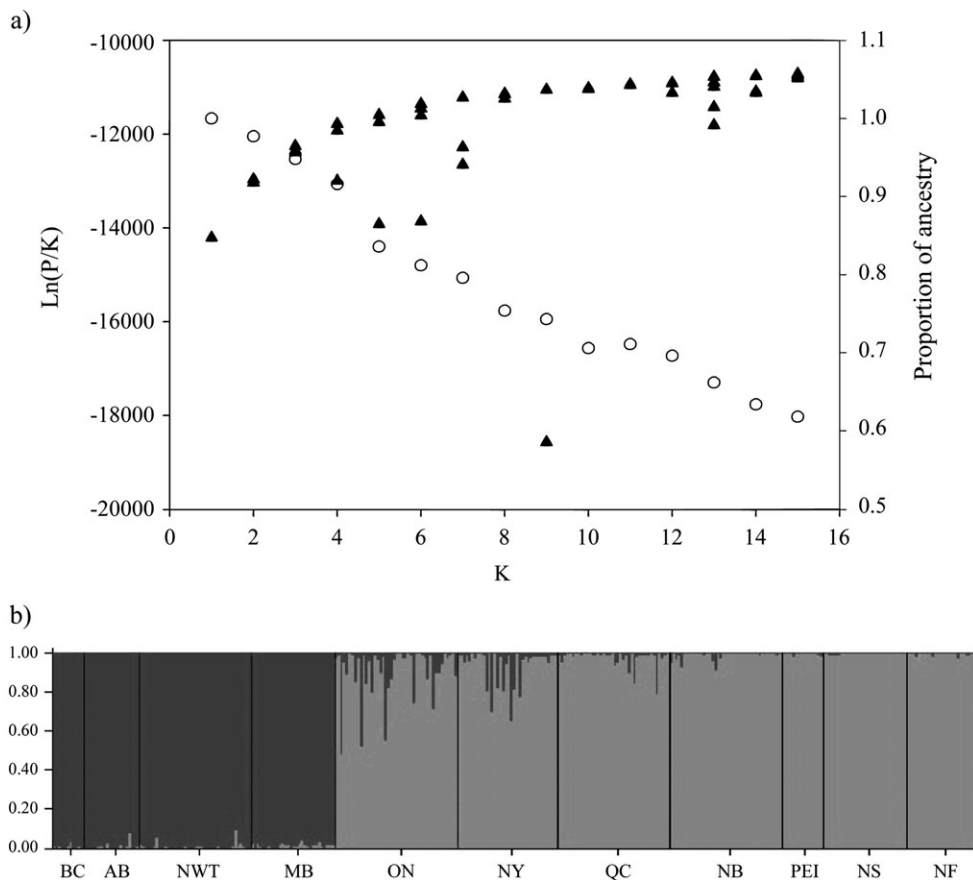 a)
-10000
-12000
-14000
-16000
-18000
-20000
Ln(P/K)
1.1
1.0
0.9
0.8
0.7
0.6
0.5
Proportion of ancestry
0 2 4 6 8 10 12 14 16
K
b)
1.00
0.80
0.60
0.40
0.20
0.00
BC AB NWT MB ON NY QC NB PEI NS NF